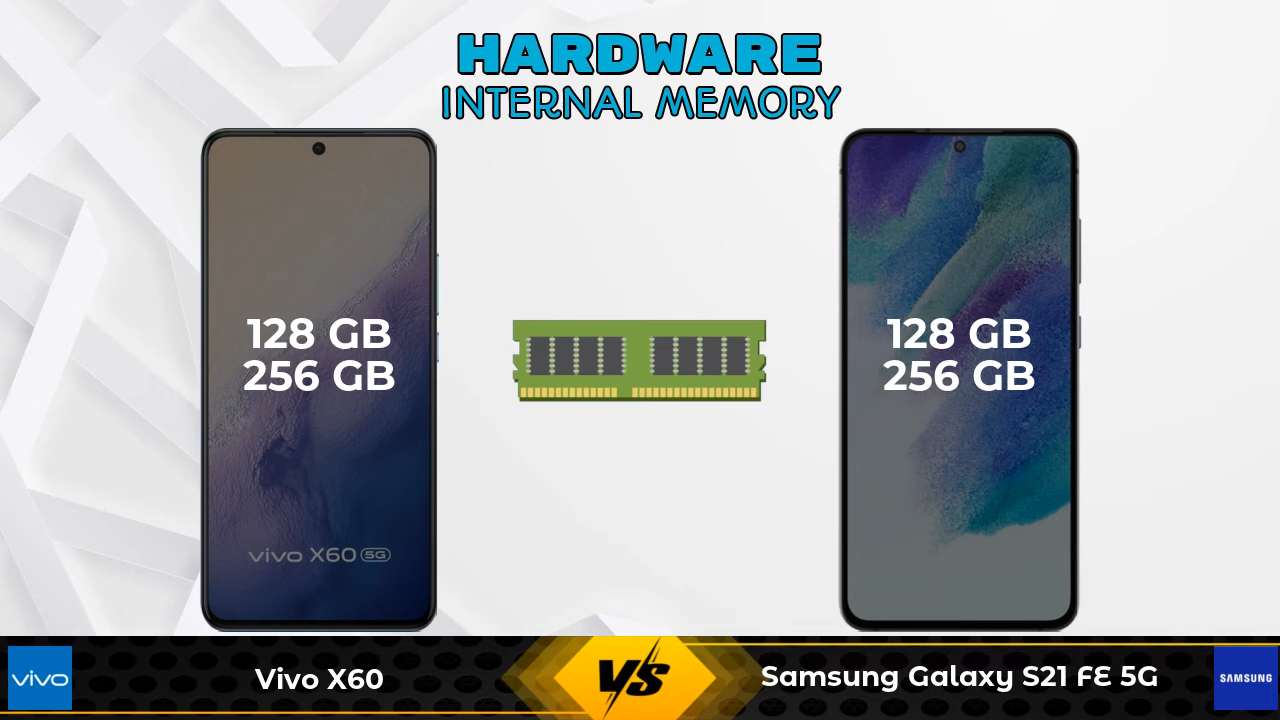 HARDWARE
INTERNAL MEMORY
128 GB
256 GB
vivo X60 5G
128 GB
256 GB
vivo
Vivo X60
VS
Samsung Galaxy S21 FE 5G
SAMSUNG